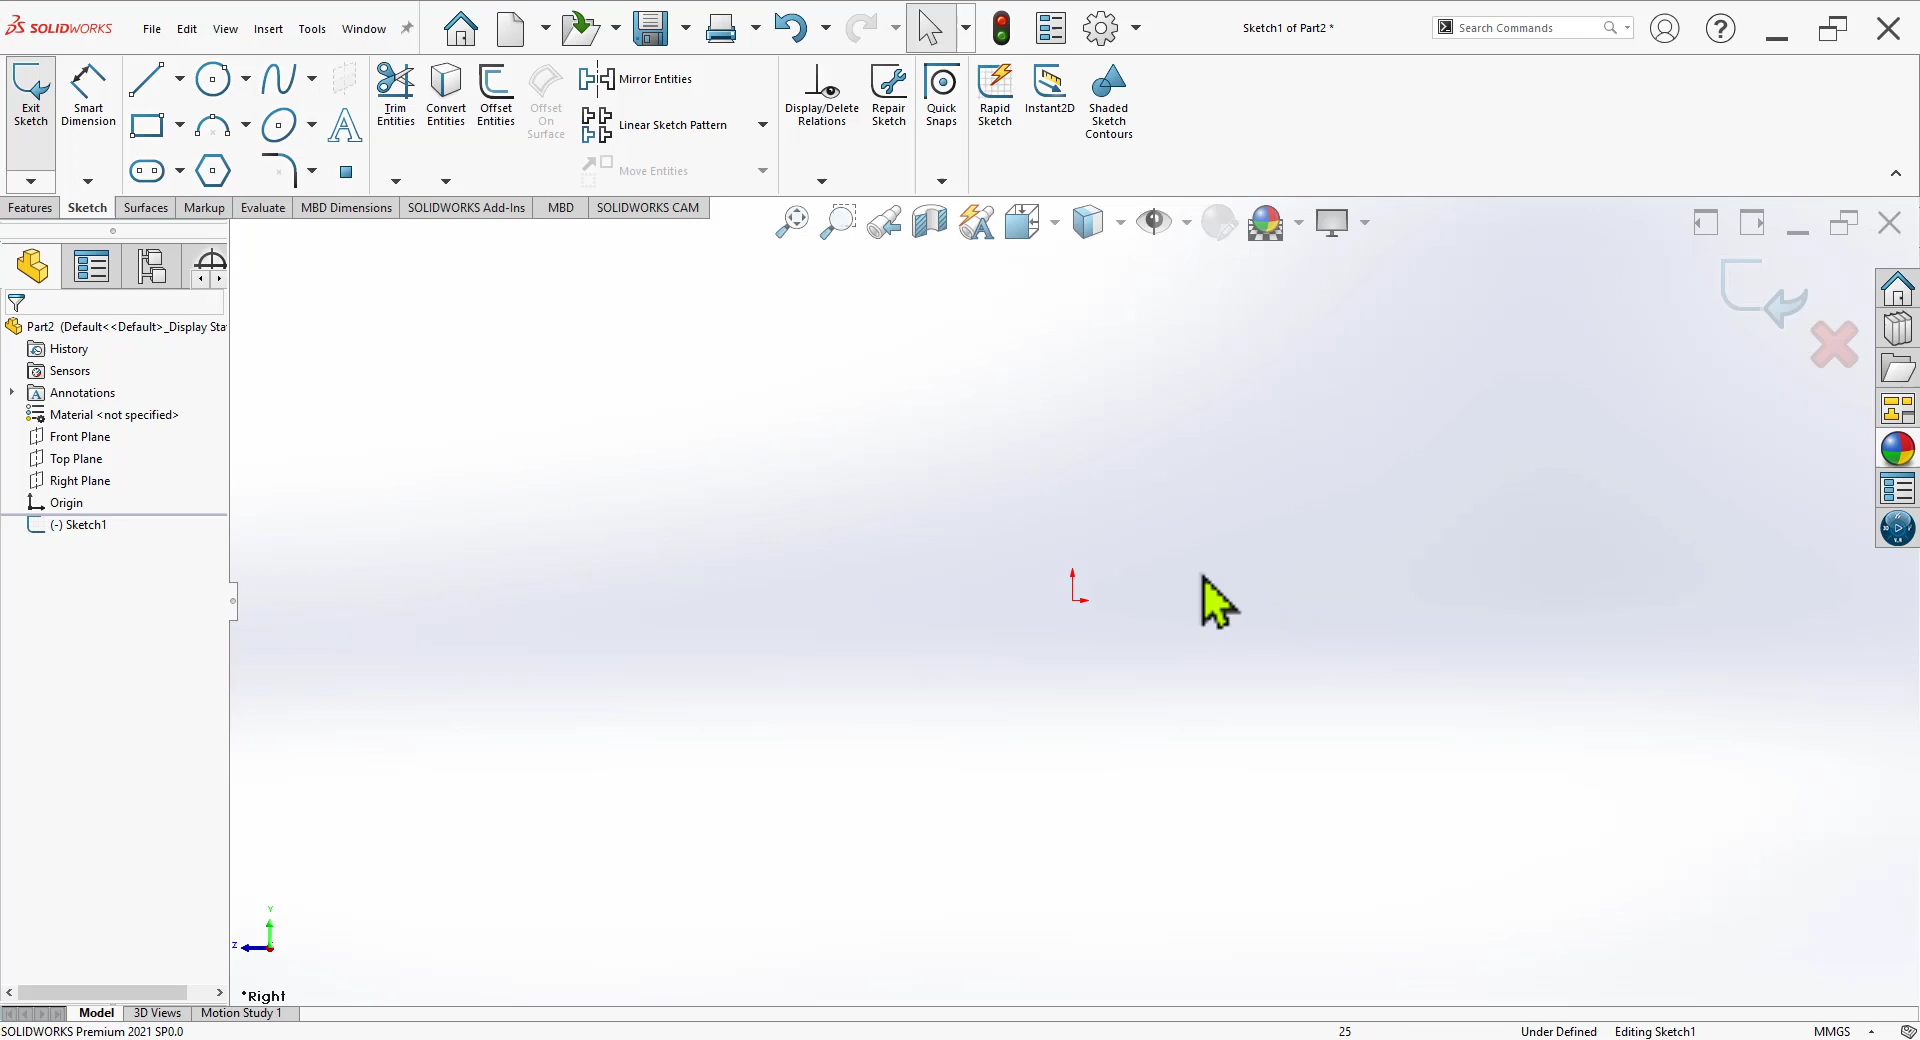 SOLIDWORKS File Edit View Insert Tools Window Sketch1 of Part2 * Search Commands
Exit Sketch
Smart Dimension
Trim Entities
Convert Entities
Offset Entities
Offset On Surface
Mirror Entities
Linear Sketch Pattern
Move Entities
Display/Delete Relations
Repair Sketch
Quick Snaps
Rapid Sketch
Instant2D
Shaded Sketch Contours
Features Sketch Surfaces Markup Evaluate MBD Dimensions SOLIDWORKS Add-Ins MBD SOLIDWORKS CAM
Part2 (Default<<Default>_Display Sta
History
Sensors
Annotations
Material <not specified>
Front Plane
Top Plane
Right Plane
Origin
(-) Sketch1
Y
Z
*Right
Model 3D Views Motion Study 1
SOLIDWORKS Premium 2021 SP0.0 25 Under Defined Editing Sketch1 MMGS